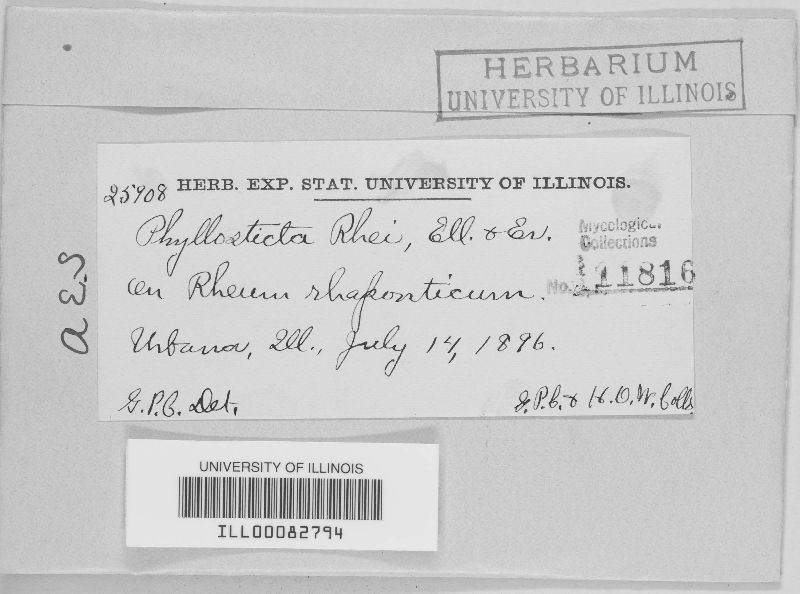 HERBARIUM
UNIVERSITY OF ILLINOIS
25908 HERB. EXP. STAT. UNIVERSITY OF ILLINOIS.
Phyllosticta Rhei, Ell. & Ev.
Mycological
Collections
on Rheum rhaponticum.
No. 111816
Urbana, Ill., July 14, 1896.
G.P.C. Det.
G.P.C. & H.O.W. Colls.
a E.S
UNIVERSITY OF ILLINOIS
ILL00082794